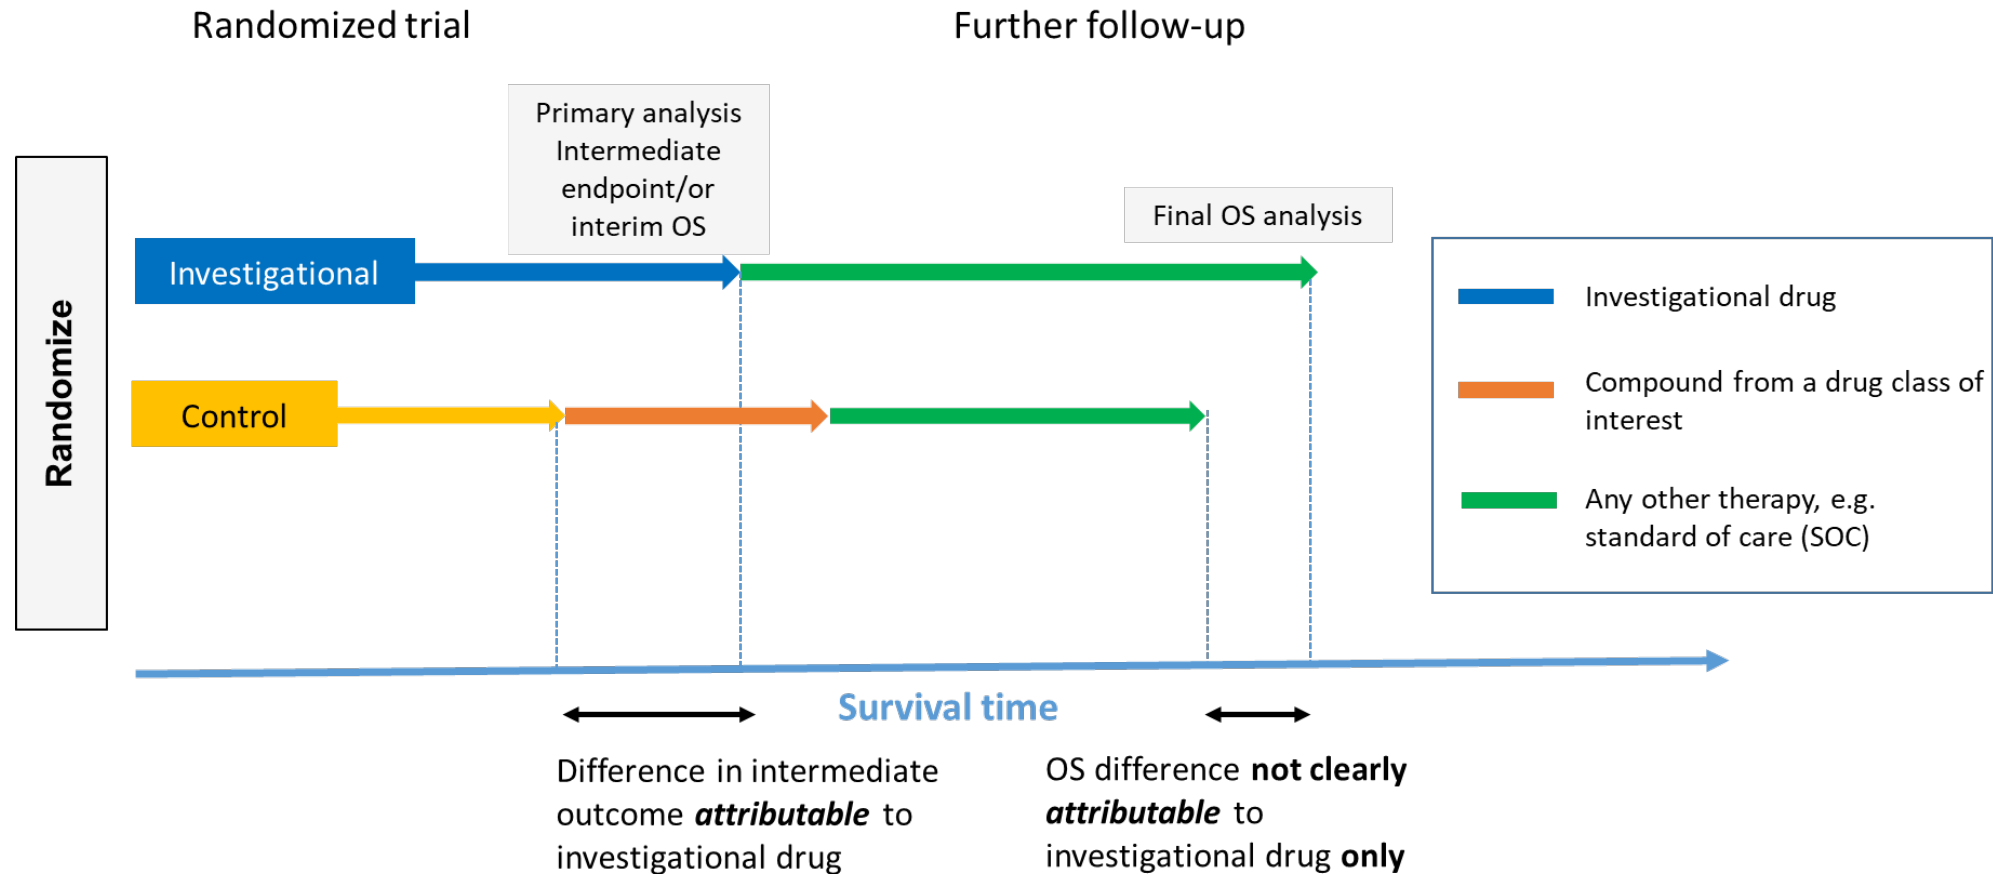 Randomized trial
Further follow-up
Primary analysis
Intermediate
endpoint/or
interim OS
Final OS analysis
Randomize
Investigational
Control
Investigational drug
Compound from a drug class of
interest
Any other therapy, e.g.
standard of care (SOC)
Survival time
Difference in intermediate
outcome attributable to
investigational drug
OS difference not clearly
attributable to
investigational drug only